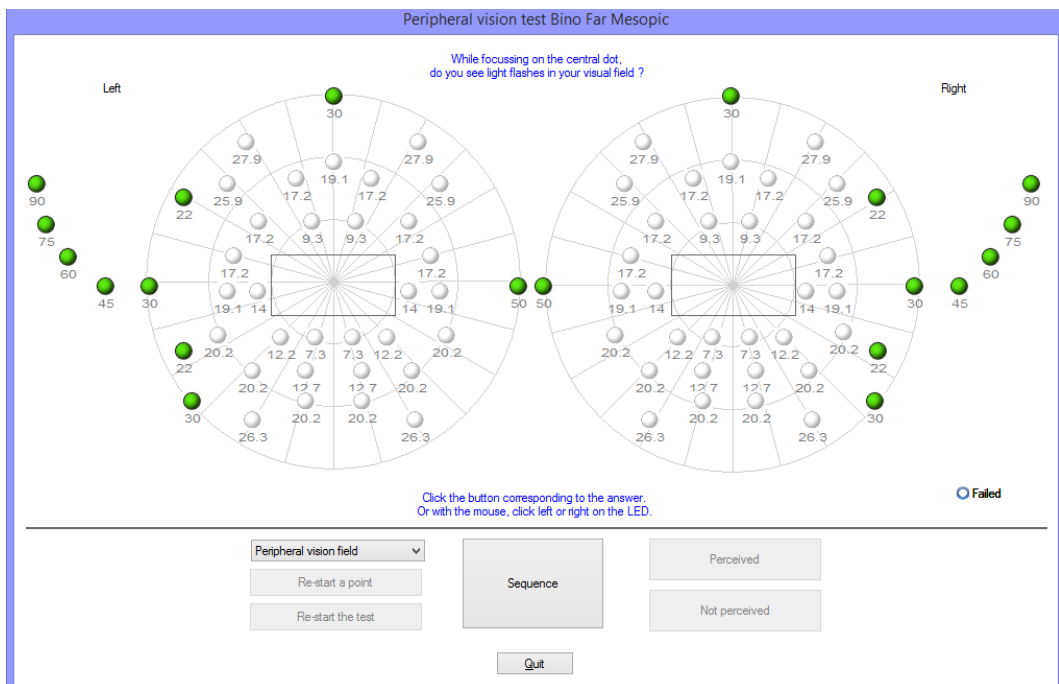 Peripheral vision test Bino Far Mesopic
While focussing on the central dot,
do you see light flashes in your visual field ?
Left Right
30 30
27.9 27.9 27.9 27.9
19.1 19.1
17.2 17.2 17.2 17.2
90 25.9 25.9 25.9 25.9 90
22 22
75 17.2 9.3 9.3 17.2 17.2 9.3 9.3 17.2 75
60 17.2 17.2 17.2 17.2 60
45 30 50 50 30 45
19.1 14 14 19.1 19.1 14 14 19.1
20.2 20.2 20.2 20.2
12.2 7.3 7.3 12.2 12.2 7.3 7.3 12.2
22 22
20.2 12.7 12.7 20.2 20.2 12.7 12.7 20.2
30 20.2 20.2 20.2 20.2 30
26.3 26.3 26.3 26.3
Failed
Click the button corresponding to the answer.
Or with the mouse, click left or right on the LED.
Peripheral vision field
Re-start a point
Re-start the test
Sequence
Perceived
Not perceived
Quit